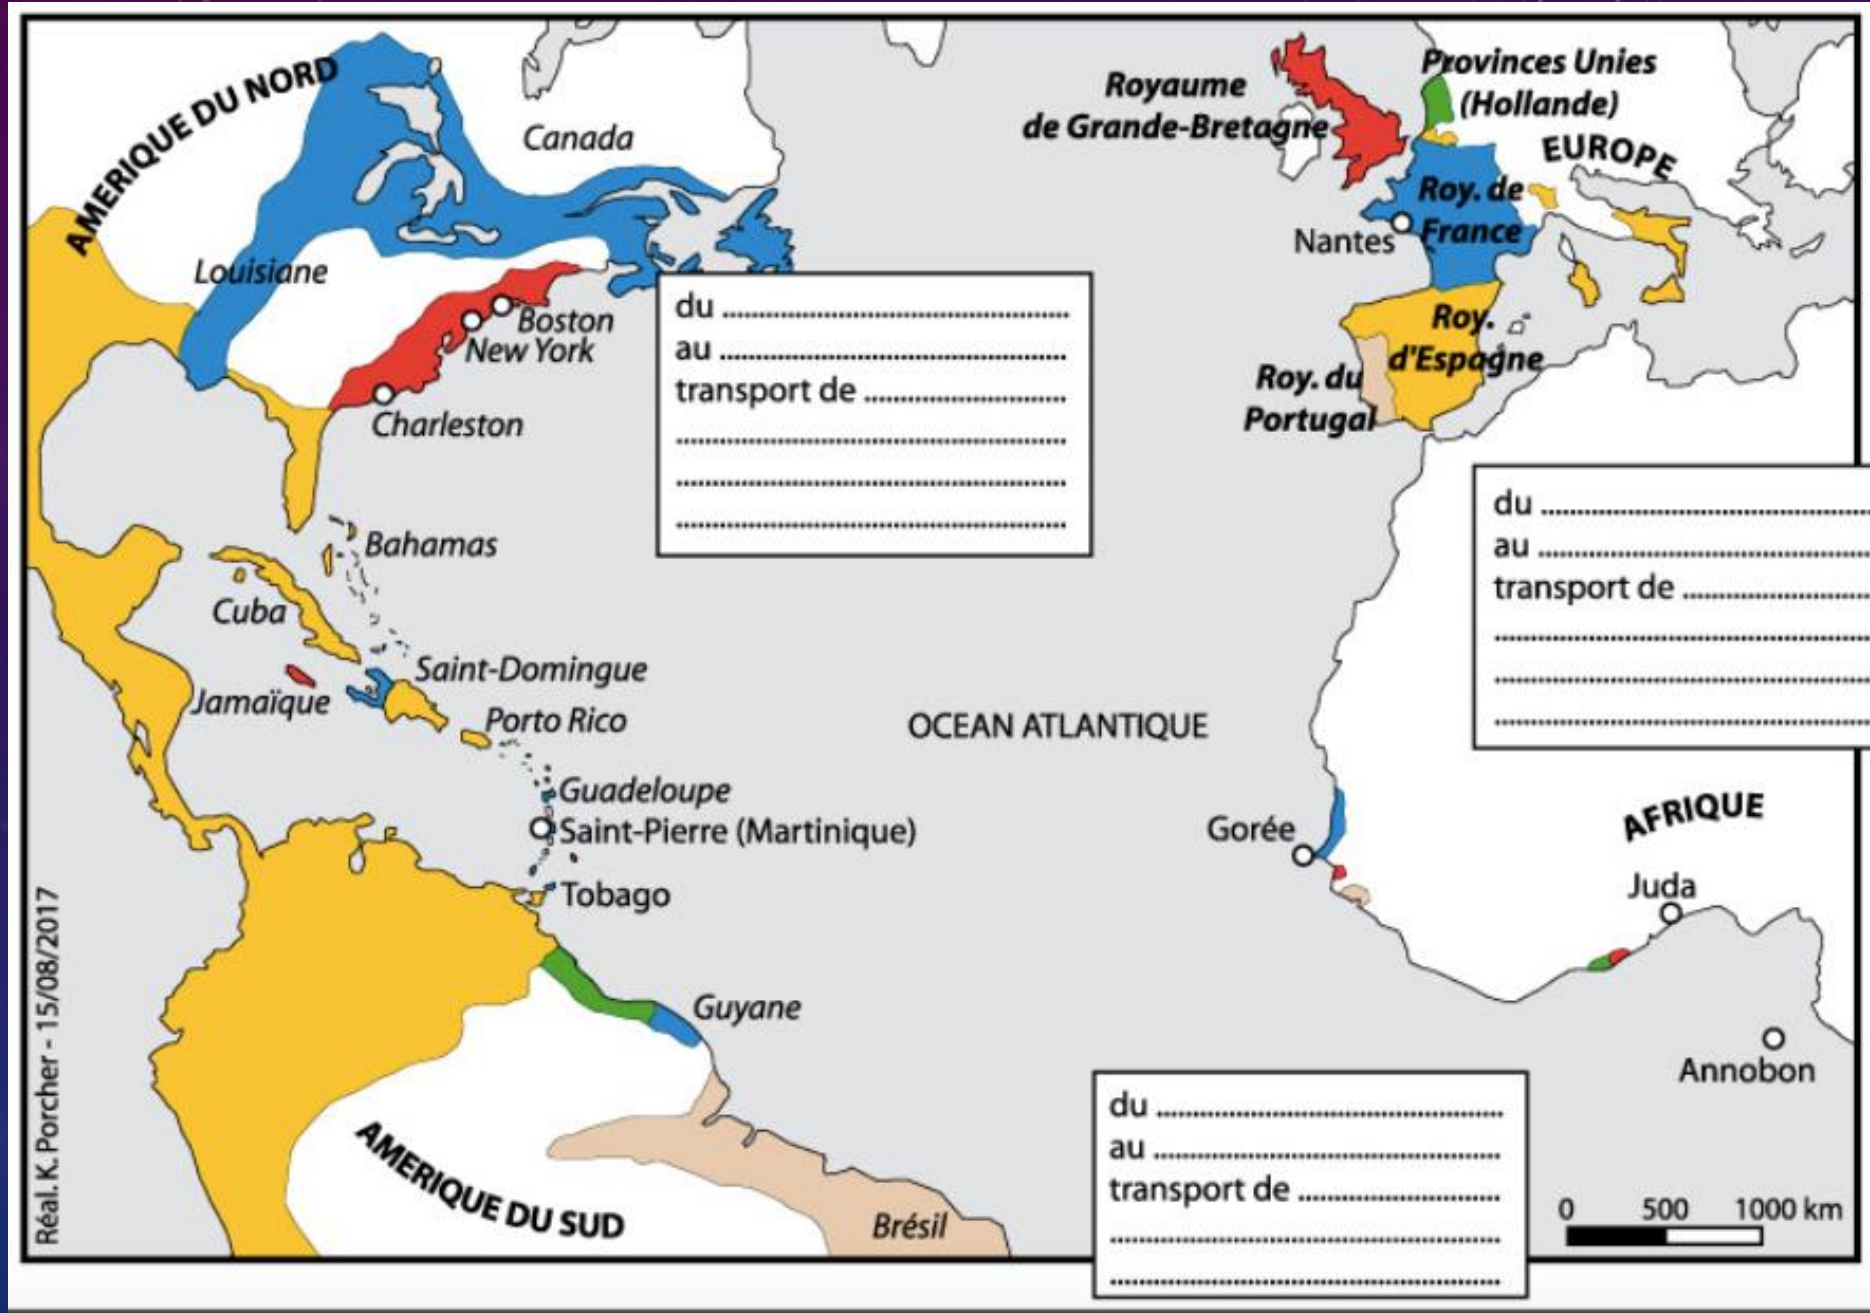 AMERIQUE DU NORD
Canada
Louisiane
Boston
New York
Charleston
Bahamas
Cuba
Jamaïque
Saint-Domingue
Porto Rico
Guadeloupe
Saint-Pierre (Martinique)
Tobago
Guyane
AMERIQUE DU SUD
Brésil
Réal. K. Porcher - 15/08/2017
du ........................................
au ........................................
transport de ........................
..............................................
..............................................
..............................................
OCEAN ATLANTIQUE
Royaume
de Grande-Bretagne
Provinces Unies
(Hollande)
EUROPE
Roy. de
France
Nantes
Roy.
d'Espagne
Roy. du
Portugal
du ........................................
au ........................................
transport de ........................
..............................................
..............................................
..............................................
AFRIQUE
Gorée
Juda
Annobon
du ........................................
au ........................................
transport de ........................
..............................................
..............................................
0 500 1000 km